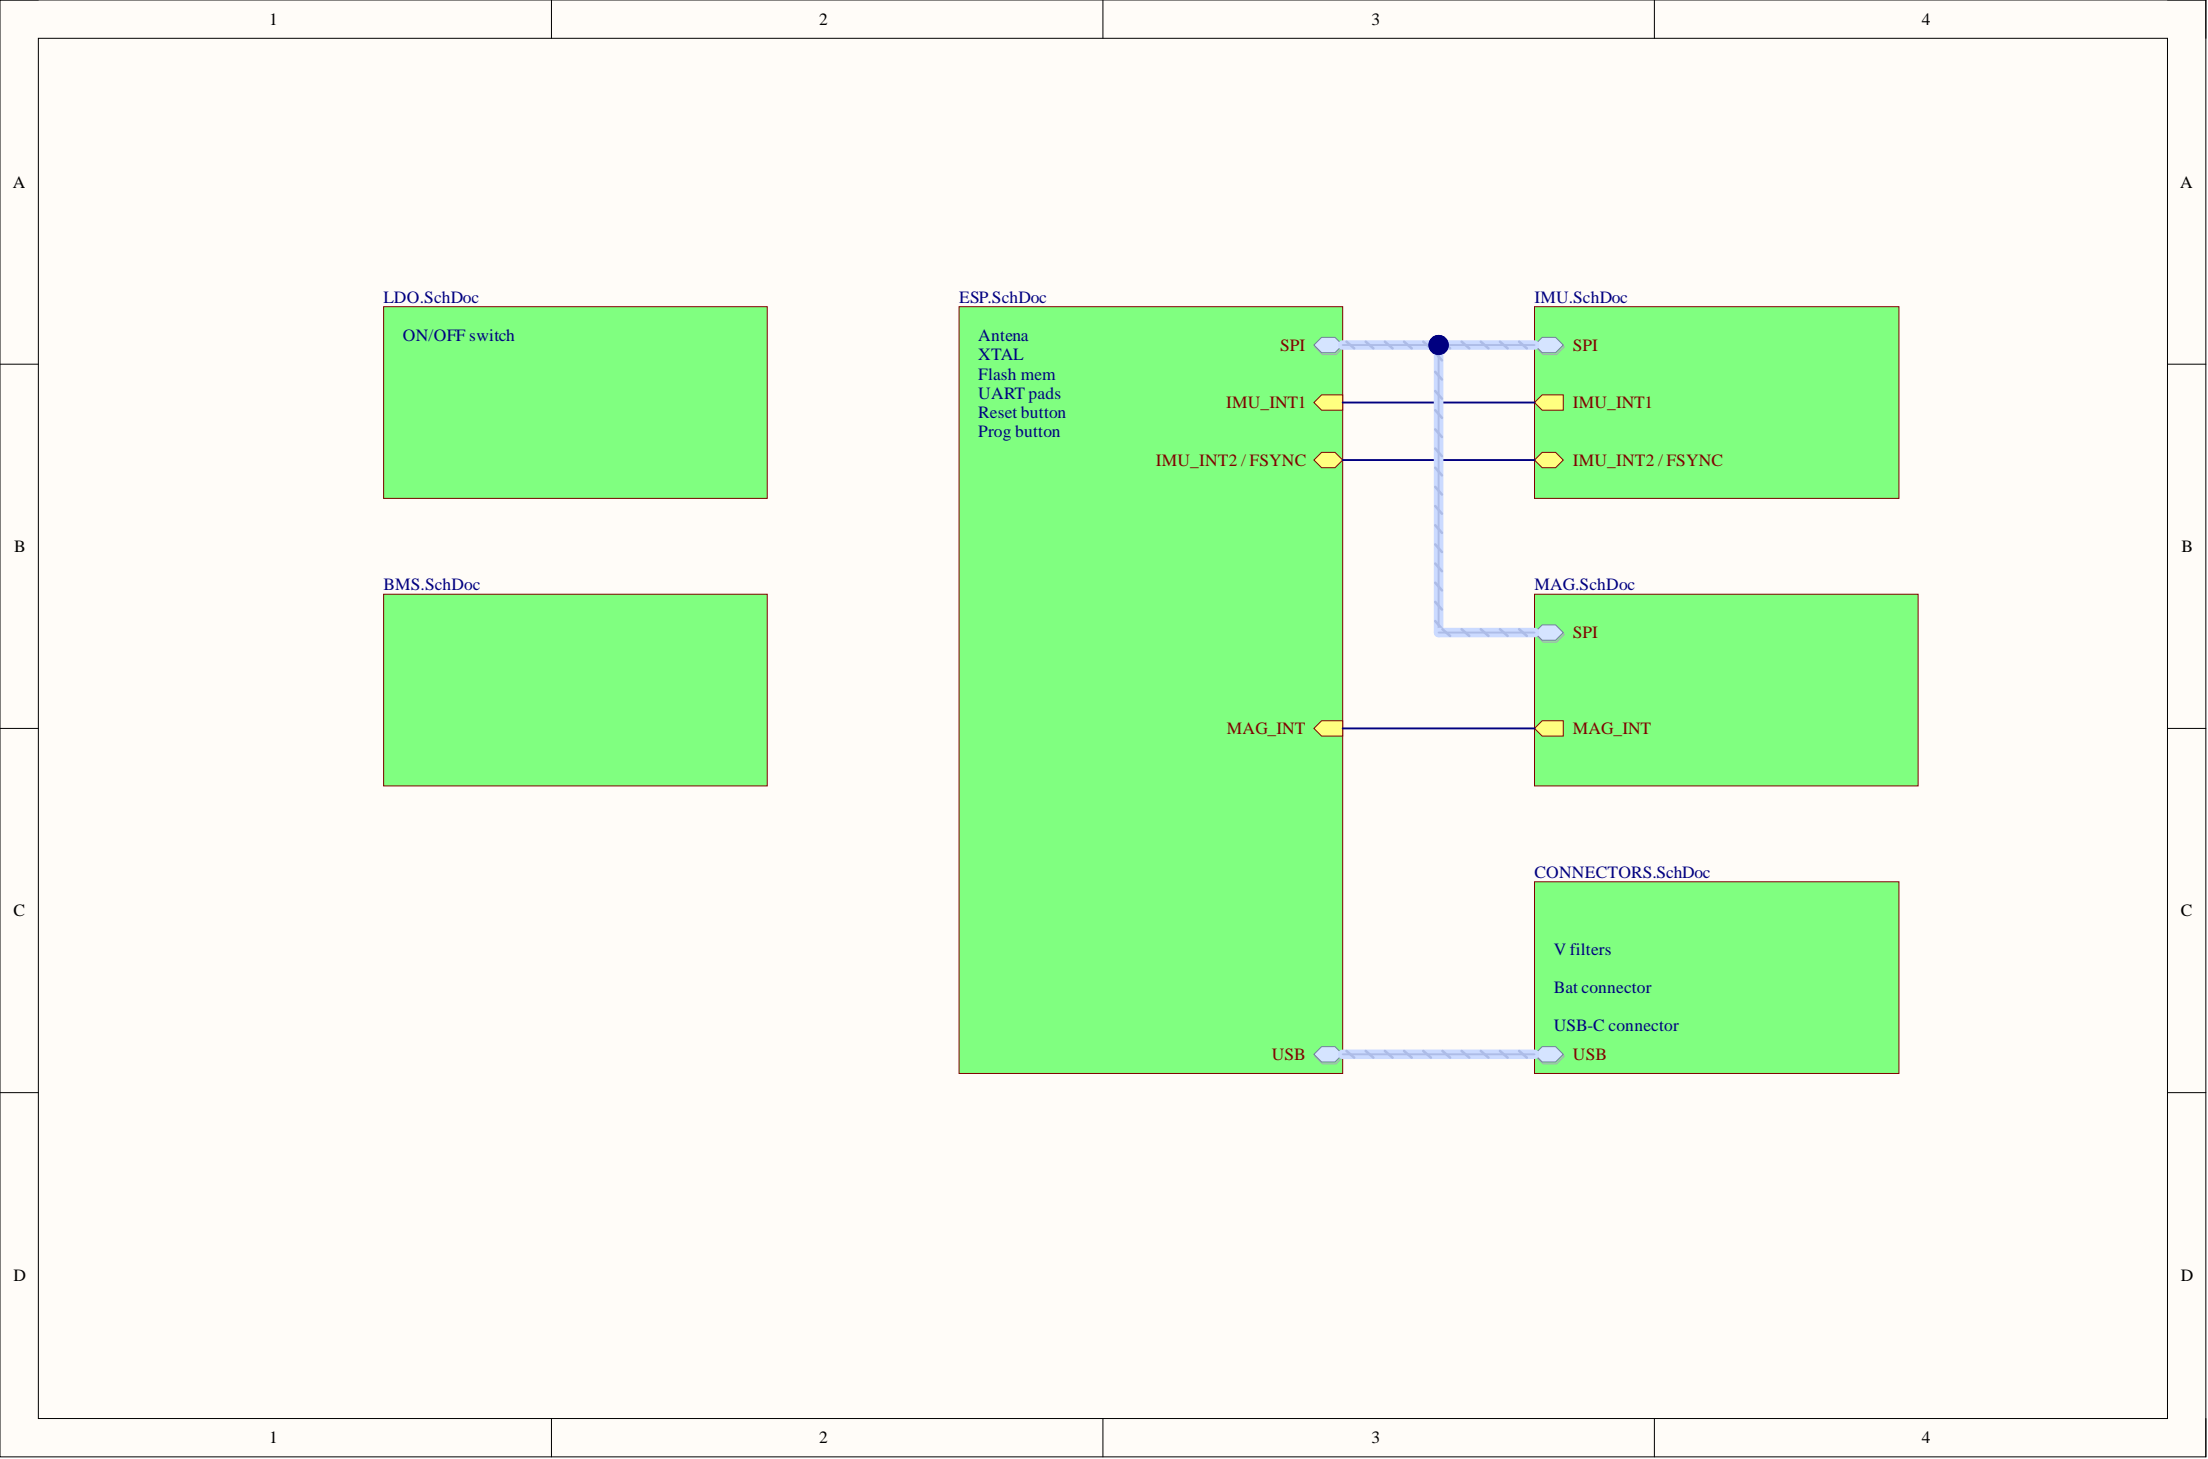 1
2
3
4
A
A
LDO.SchDoc
ON/OFF switch
ESP.SchDoc
Antena
XTAL
Flash mem
UART pads
Reset button
Prog button
SPI
IMU_INT1
IMU_INT2 / FSYNC
MAG_INT
USB
IMU.SchDoc
SPI
IMU_INT1
IMU_INT2 / FSYNC
B
B
BMS.SchDoc
MAG.SchDoc
SPI
MAG_INT
C
C
CONNECTORS.SchDoc
V filters
Bat connector
USB-C connector
USB
D
D
1
2
3
4